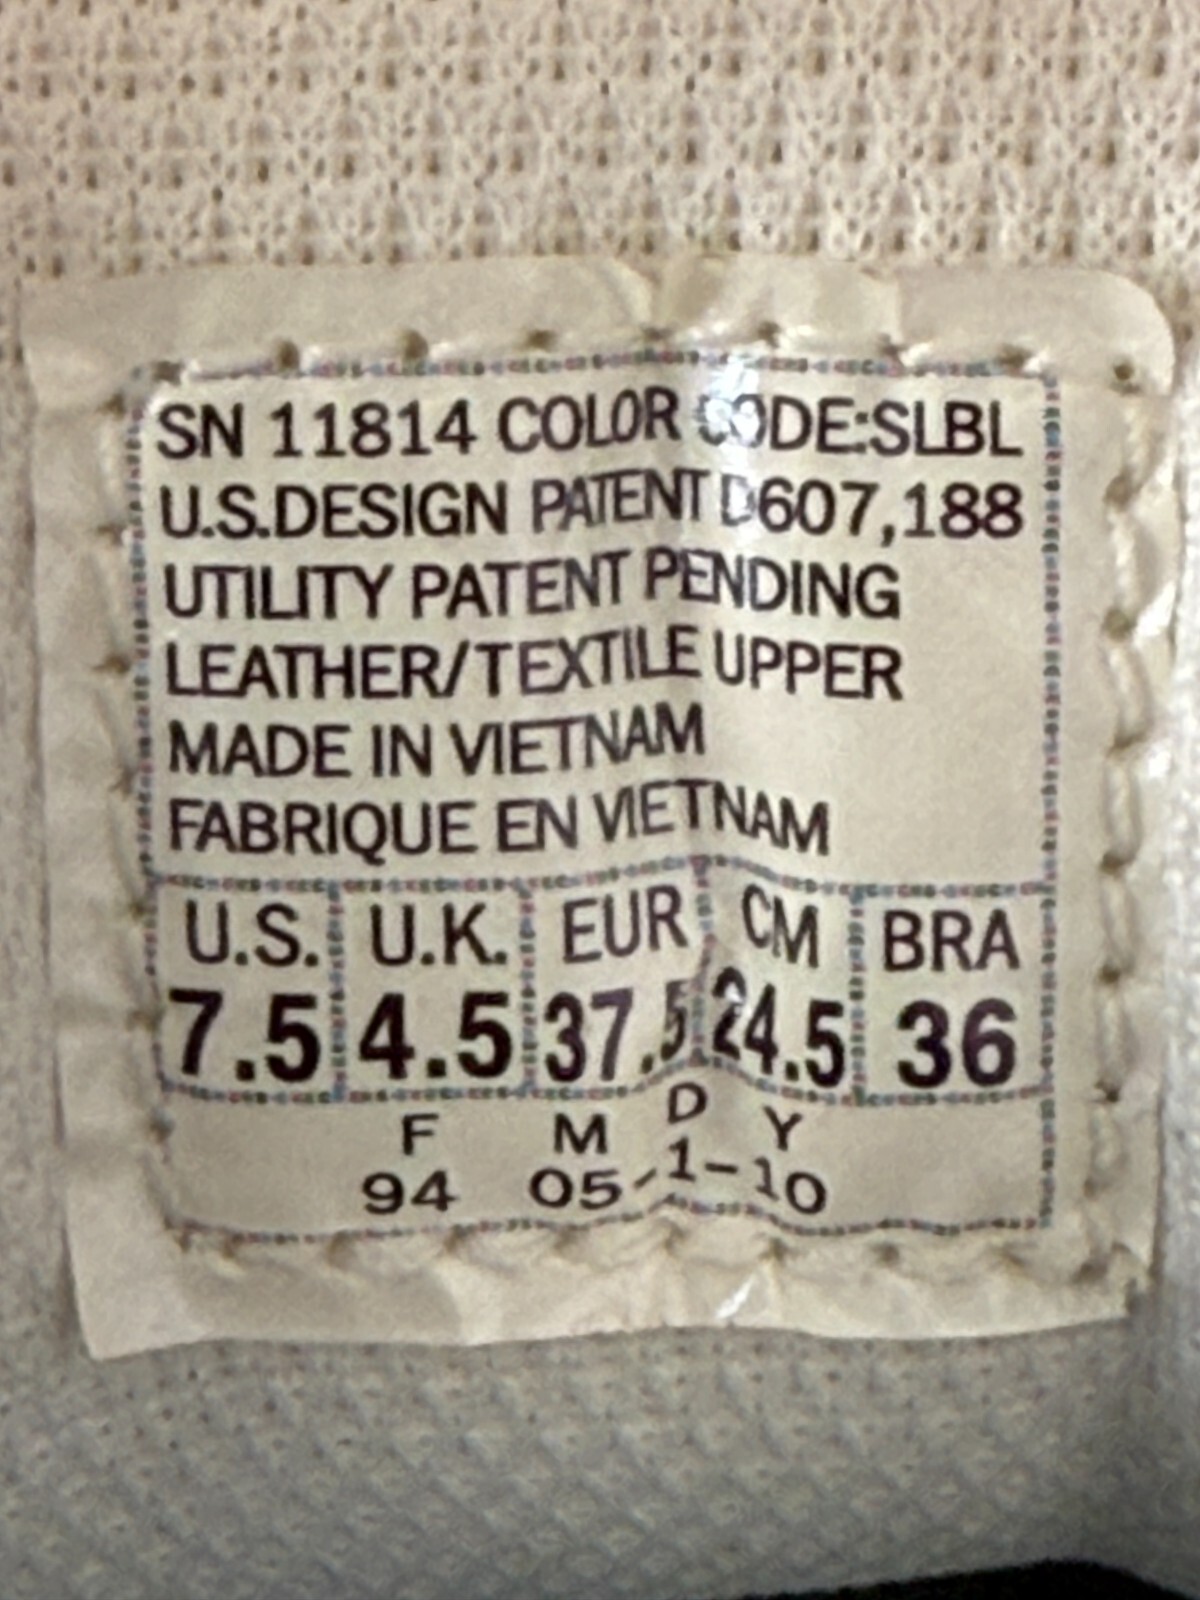 SN 11814 COLOR CODE:SLBL
U.S.DESIGN PATENT D607,188
UTILITY PATENT PENDING
LEATHER/TEXTILE UPPER
MADE IN VIETNAM
FABRIQUE EN VIETNAM
U.S. U.K. EUR CM BRA
7.5 4.5 37.5 24.5 36
F M D Y
94 05-1-10